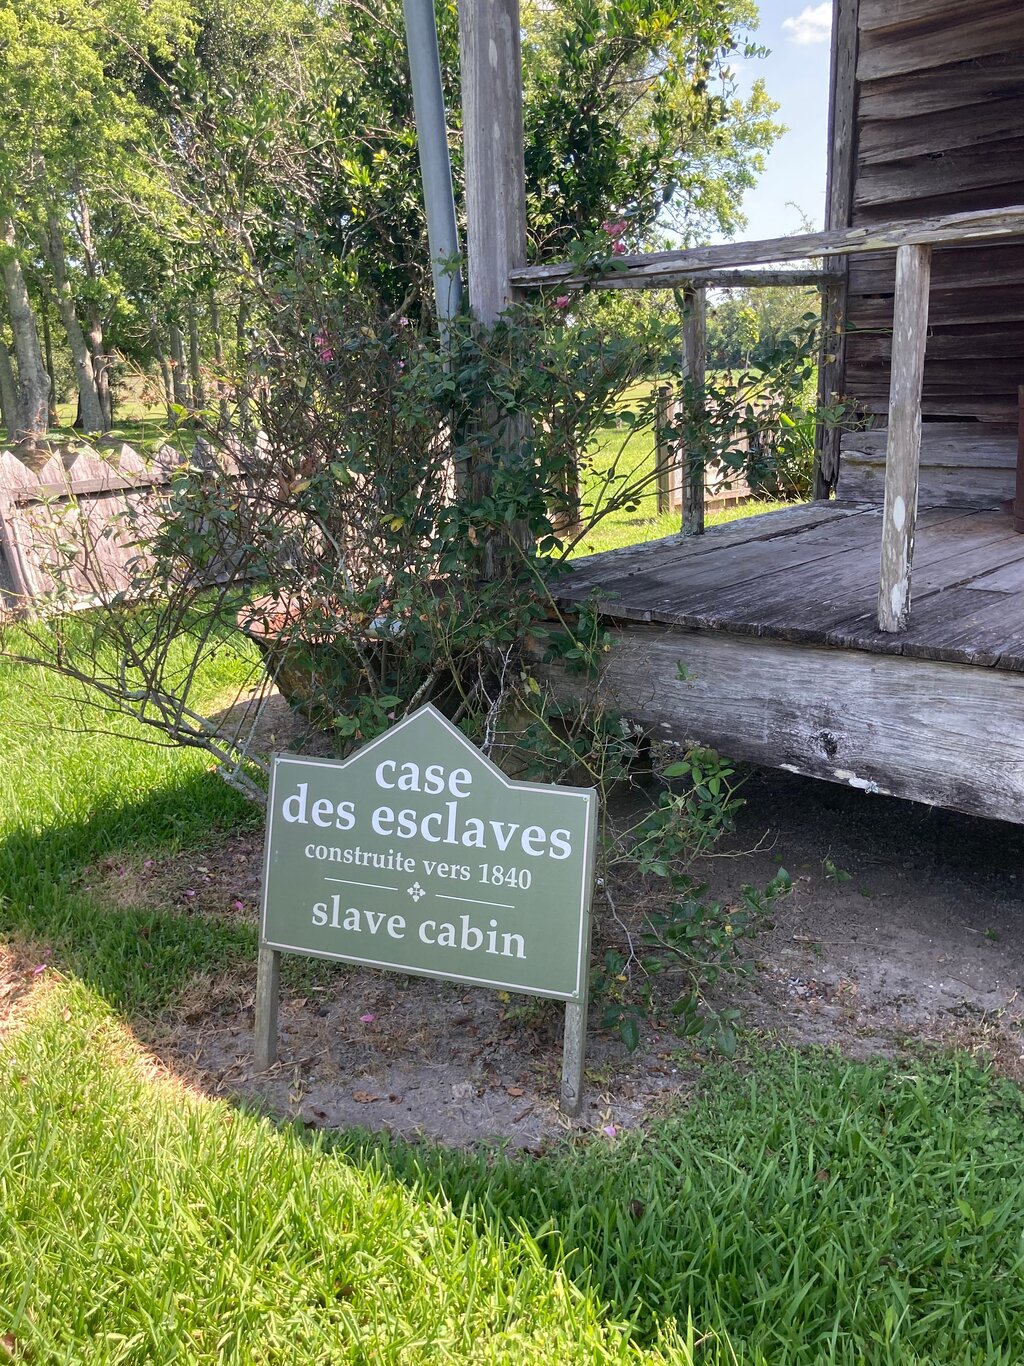 case
des esclaves
construite vers 1840
slave cabin